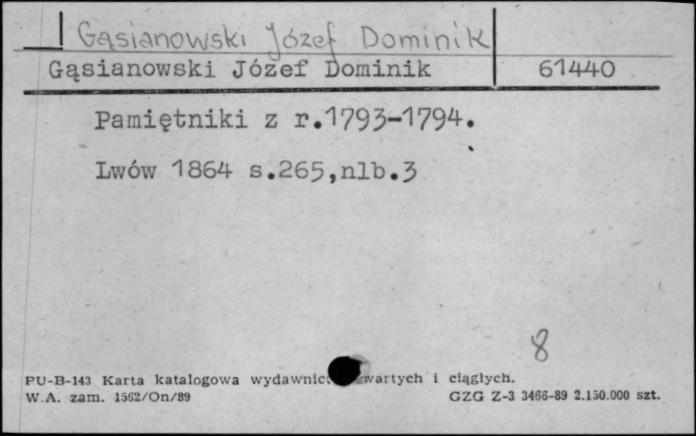 Gąsianowski Józef Dominik
Gąsianowski Józef Dominik 61440
Pamiętniki z r.1793-1794.
Lwów 1864 s.265,nlb.3
8
PU-B-143 Karta katalogowa wydawnic wartych i ciągłych.
W.A. zam. 1562/On/89 GZG Z-3 3466-89 2.150.000 szt.